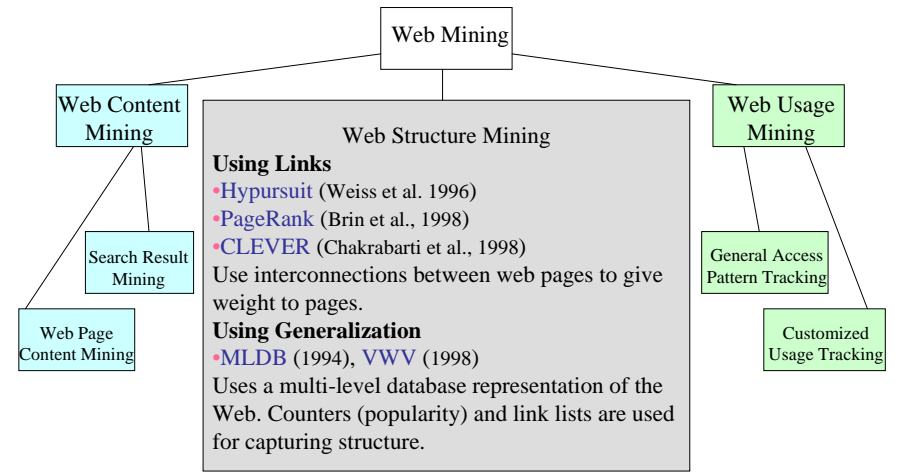 Web Mining
Web Content
Mining
Search Result
Mining
Web Page
Content Mining
Web Structure Mining
Using Links
•Hypursuit (Weiss et al. 1996)
•PageRank (Brin et al., 1998)
•CLEVER (Chakrabarti et al., 1998)
Use interconnections between web pages to give
weight to pages.
Using Generalization
•MLDB (1994), VWV (1998)
Uses a multi-level database representation of the
Web. Counters (popularity) and link lists are used
for capturing structure.
Web Usage
Mining
General Access
Pattern Tracking
Customized
Usage Tracking